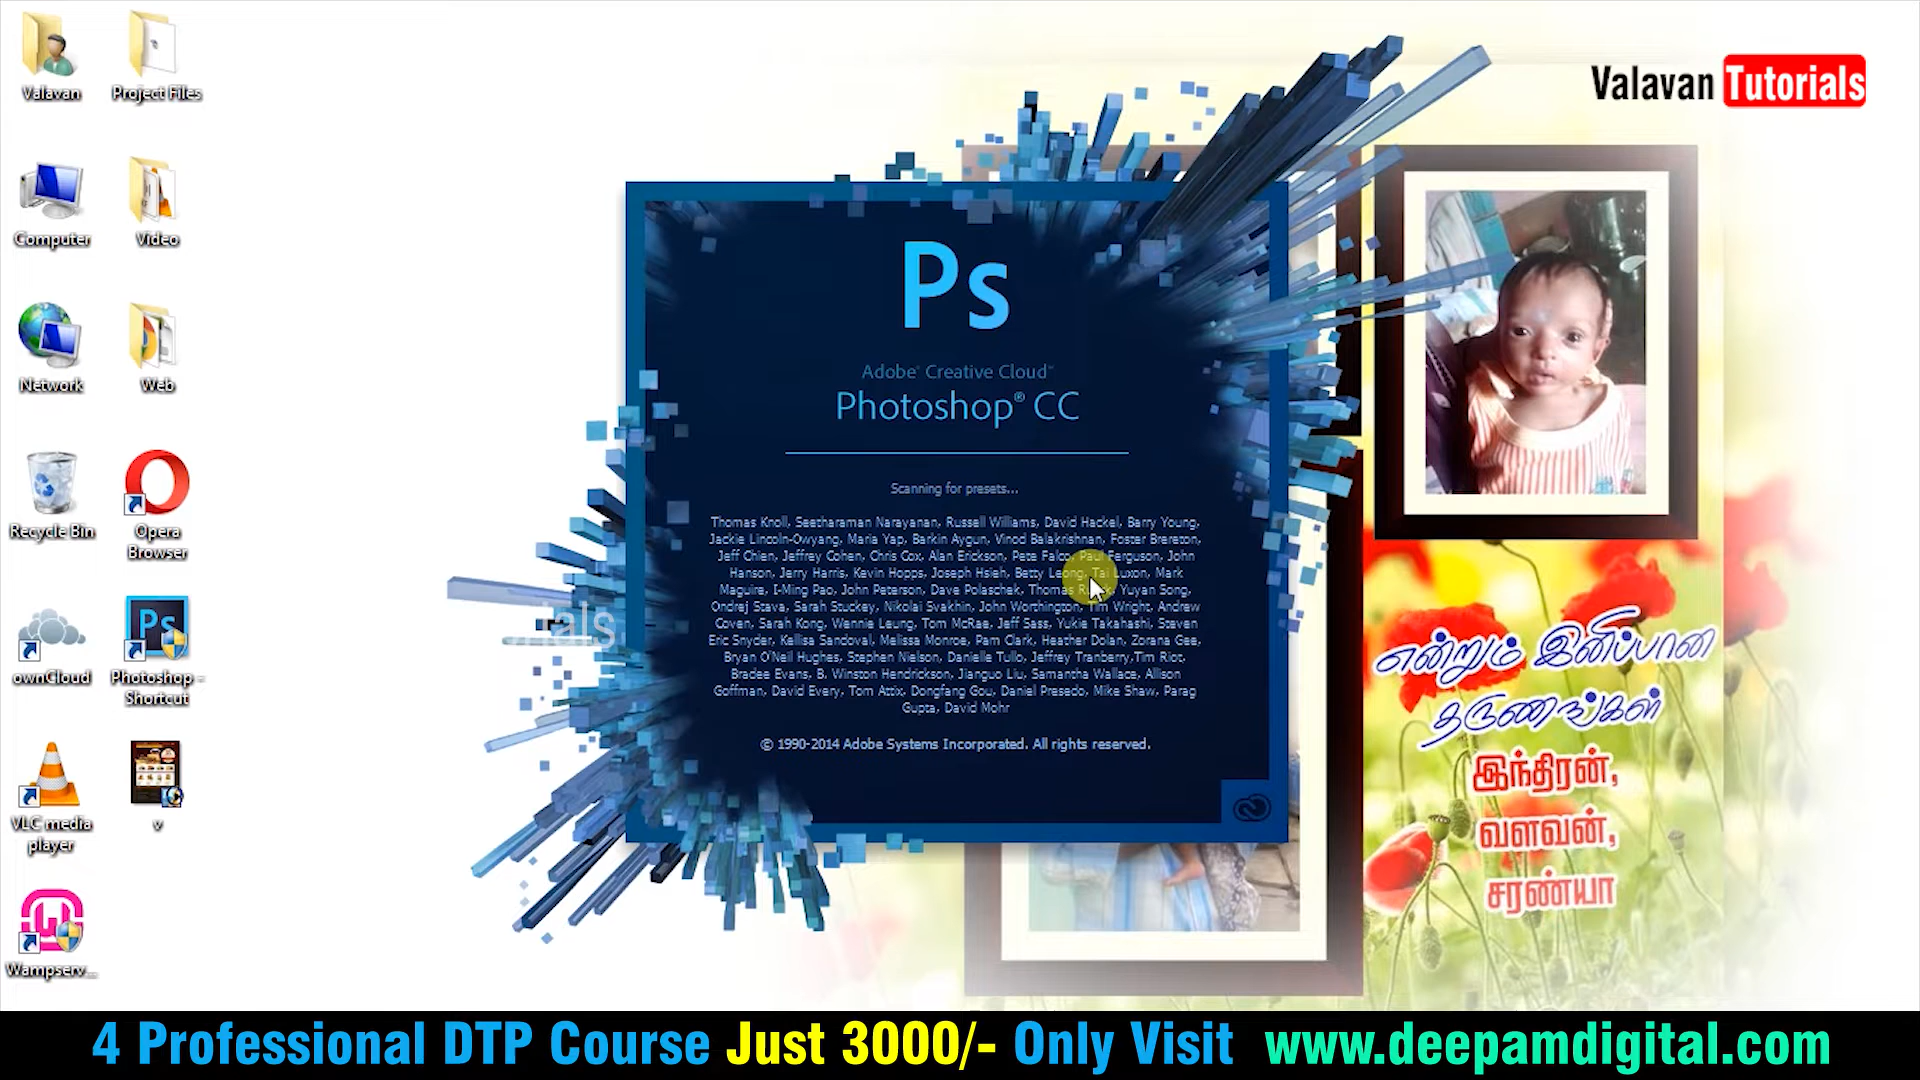 Valavan
Project Files
Computer
Video
Network
Web
Recycle Bin
Opera
Browser
ownCloud
Photoshop -
Shortcut
VLC media
player
v
Wampserv...
Valavan Tutorials
Ps
Ps
Adobe® Creative Cloud™
Photoshop® CC
Scanning for presets...
Thomas Knoll, Seetharaman Narayanan, Russell Williams, David Hackel, Barry Young,
Jackie Lincoln-Owyang, Maria Yap, Barkin Aygun, Vinod Balakrishnan, Foster Brereton,
Jeff Chien, Jeffrey Cohen, Chris Cox, Alan Erickson, Pete Falco, Paul Ferguson, John
Hanson, Jerry Harris, Kevin Hopps, Joseph Hsieh, Betty Leong, Tai Luxon, Mark
Maguire, I-Ming Pao, John Peterson, Dave Polaschek, Thomas Yuyan Song,
Ondrej Stava, Sarah Stuckey, Nikolai Svakhin, John Worthington, Tim Wright, Andrew
Coven, Sarah Kong, Wennie Leung, Tom McRae, Jeff Sass, Yukie Takahashi, Steven
Eric Snyder, Kellisa Sandoval, Melissa Monroe, Pam Clark, Heather Dolan, Zorana Gee,
Bryan O'Neil Hughes, Stephen Nielson, Danielle Tullo, Jeffrey Tranberry,Tim Riot,
Bradee Evans, B. Winston Hendrickson, Jianguo Liu, Samantha Wallace, Allison
Goffman, David Every, Tom Attix, Dongfang Gou, Daniel Presedo, Mike Shaw, Parag
Gupta, David Mohr
© 1990-2014 Adobe Systems Incorporated. All rights reserved.
ials
என்றும் இனிப்பான
தருணங்கள்
இந்திரன்,
வளவன்,
சரண்யா
4 Professional DTP Course Just 3000/- Only Visit www.deepamdigital.com